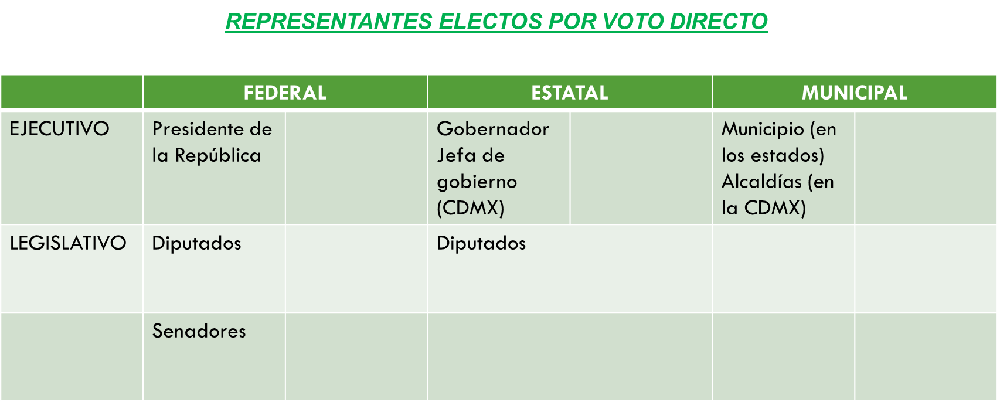 REPRESENTANTES ELECTOS POR VOTO DIRECTO
FEDERAL
ESTATAL
MUNICIPAL
EJECUTIVO
Presidente de
la República
Gobernador
Jefa de
gobierno
(CDMX)
Municipio (en
los estados)
Alcaldías (en
la CDMX)
LEGISLATIVO
Diputados
Diputados
Senadores